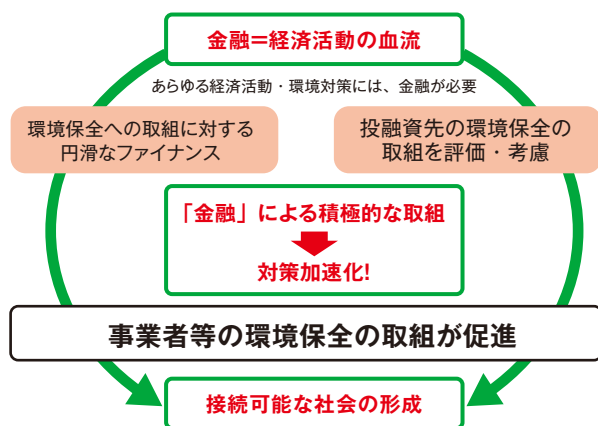 金融＝経済活動の血流
あらゆる経済活動・環境対策には、金融が必要
環境保全への取組に対する
円滑なファイナンス
投融資先の環境保全の
取組を評価・考慮
「金融」による積極的な取組
対策加速化!
事業者等の環境保全の取組が促進
接続可能な社会の形成